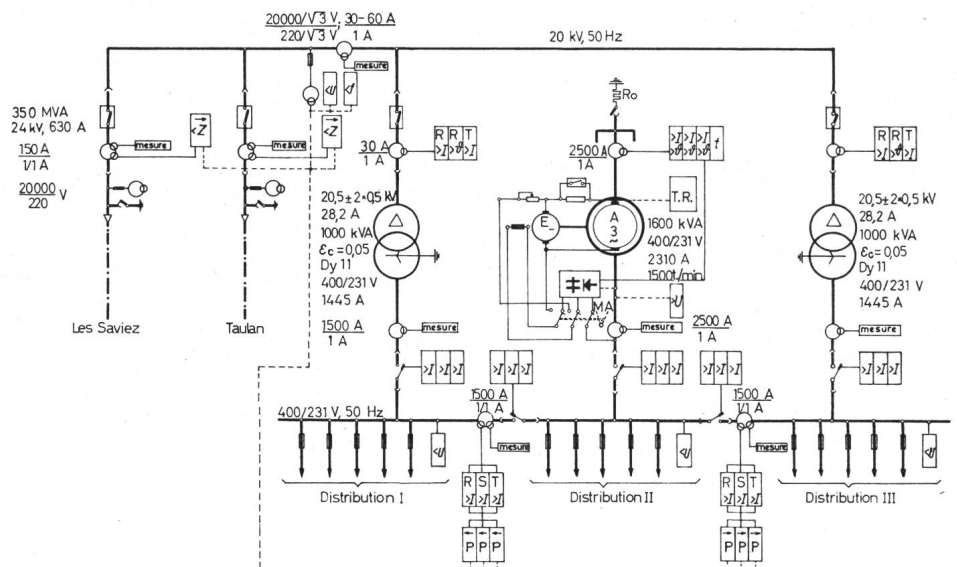 20000/√3 V; 30-60 A
220/√3 V 1 A
20 kV, 50 Hz
mesure
<U
<f
Ro
350 MVA
24 kV, 630 A
<Z
mesure
<Z
mesure
150 A
1/1 A
30 A
1 A
R R T
>I >ϑ >I
2500 A
1 A
>I >I >I t
>ϑ
R R T
>I >ϑ >I
20000 V
220
20,5±2×0,5 kV
28,2 A
1000 kVA
εc=0,05
Dy 11
400/231 V
1445 A
E
A
3
~
T.R.
1600 kVA
400/231 V
2310 A
1500t/min
>U
MA
20,5±2×0,5 kV
28,2 A
1000 kVA
εc=0,05
Dy 11
400/231 V
1445 A
Les Saviez
Taulan
1500 A
1 A
mesure
2500 A
1 A
mesure
mesure
>I >I >I
>I >I >I
>I >I >I
>I >I >I
>I >I >I
400/231 V, 50 Hz
1500 A
1/1 A
1500 A
1/1 A
<U
mesure
<U
mesure
<U
Distribution I
R S T
>I >I >I
Distribution II
R S T
>I >I >I
Distribution III
P P P
P P P